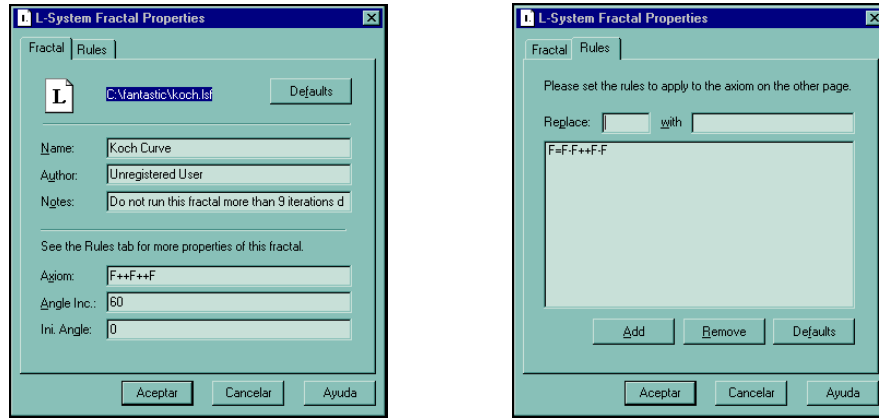 L-System Fractal Properties
Fractal Rules
L C:\fantastic\koch.lsf Defaults
Name: Koch Curve
Author: Unregistered User
Notes: Do not run this fractal more than 9 iterations d
See the Rules tab for more properties of this fractal.
Axiom: F++F++F
Angle Inc.: 60
Ini. Angle: 0
Aceptar Cancelar Ayuda
L-System Fractal Properties
Fractal Rules
Please set the rules to apply to the axiom on the other page.
Replace: with
F=F-F++F-F
Add Remove Defaults
Aceptar Cancelar Ayuda